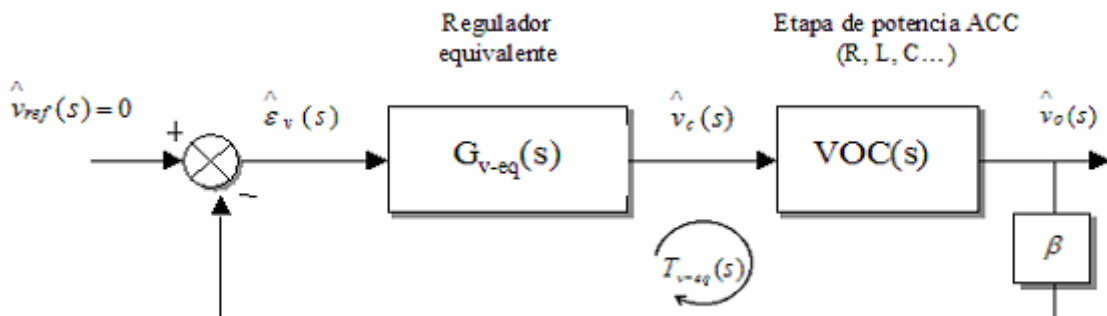 Regulador
equivalente
Etapa de potencia ACC
(R, L, C…)
v̂ref(s)=0
ε̂v(s)
v̂c(s)
v̂o(s)
+
−
Gv-eq(s)
VOC(s)
Tv-eq(s)
β